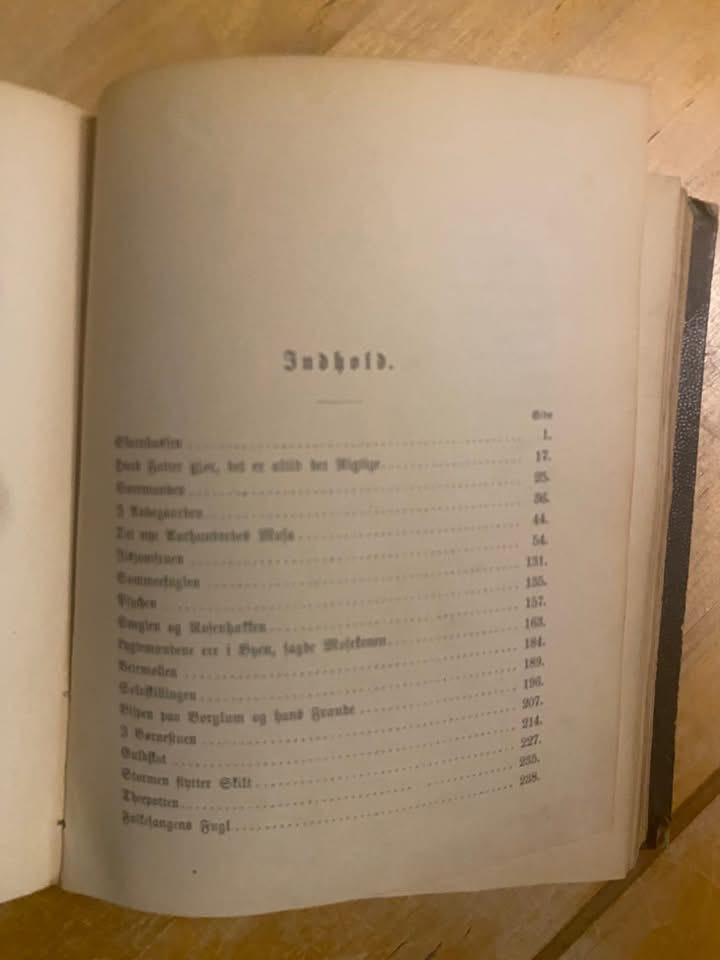 Indhold.
Side
Skarnbassen 1.
Hvad Fatter gjør, det er altid det Rigtige 17.
Sneemanden 25.
I Andegaarden 36.
Det nye Aarhundredes Musa 44.
Iisjomfruen 54.
Sommerfuglen 131.
Psychen 135.
Sneglen og Rosenhækken 157.
Lygtemændene ere i Byen, sagde Mosekonen 163.
Veirmøllen 184.
Sølvskillingen 189.
Bispen paa Børglum og hans Frænde 196.
I Børnestuen 207.
Guldskat 214.
Stormen flytter Skilt 227.
Theepotten 235.
Folkesangens Fugl 238.